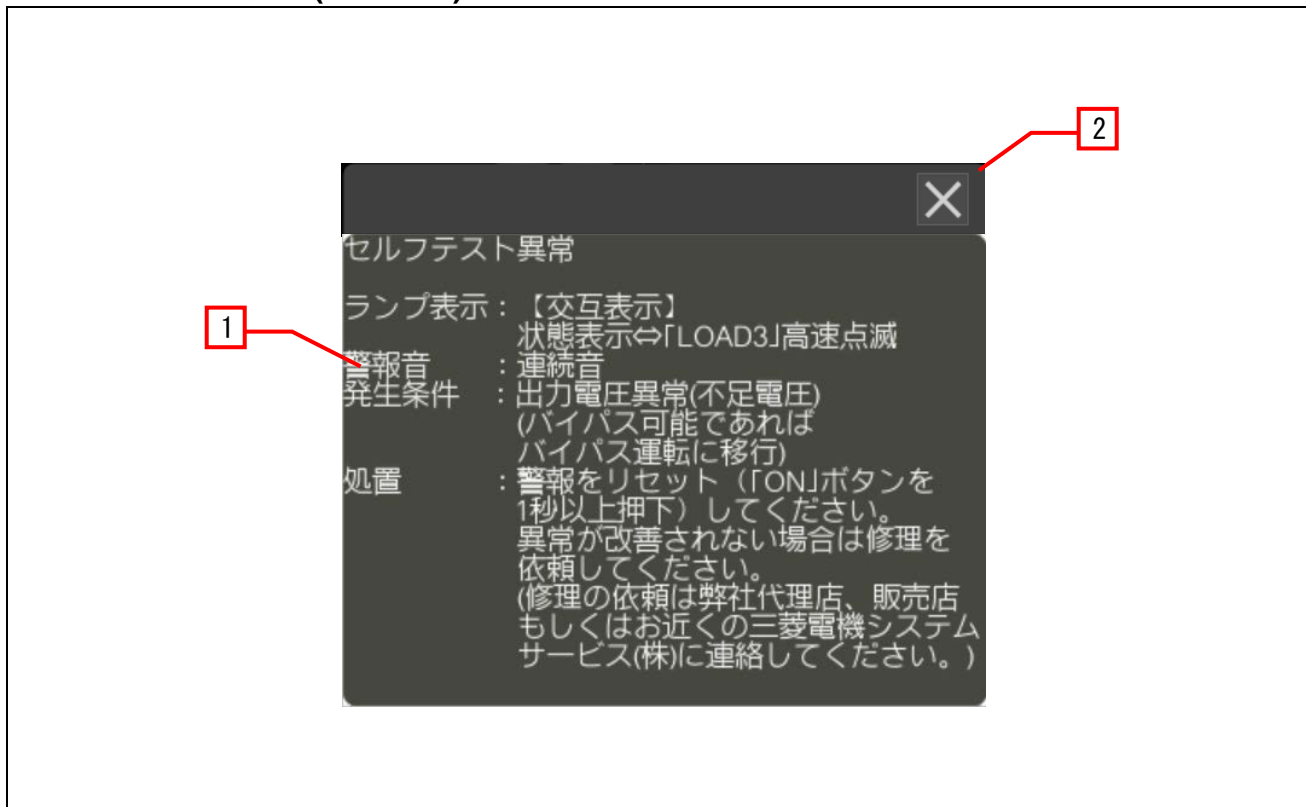 2
セルフテスト異常
1
ランプ表示：【交互表示】
状態表示⇔｢LOAD3｣高速点滅
警報音　：連続音
発生条件　：出力電圧異常(不足電圧)
(バイパス可能であれば
バイパス運転に移行)
処置　：警報をリセット（｢ON｣ボタンを
1秒以上押下）してください。
異常が改善されない場合は修理を
依頼してください。
(修理の依頼は弊社代理店、販売店
もしくはお近くの三菱電機システム
サービス(株)に連絡してください。)